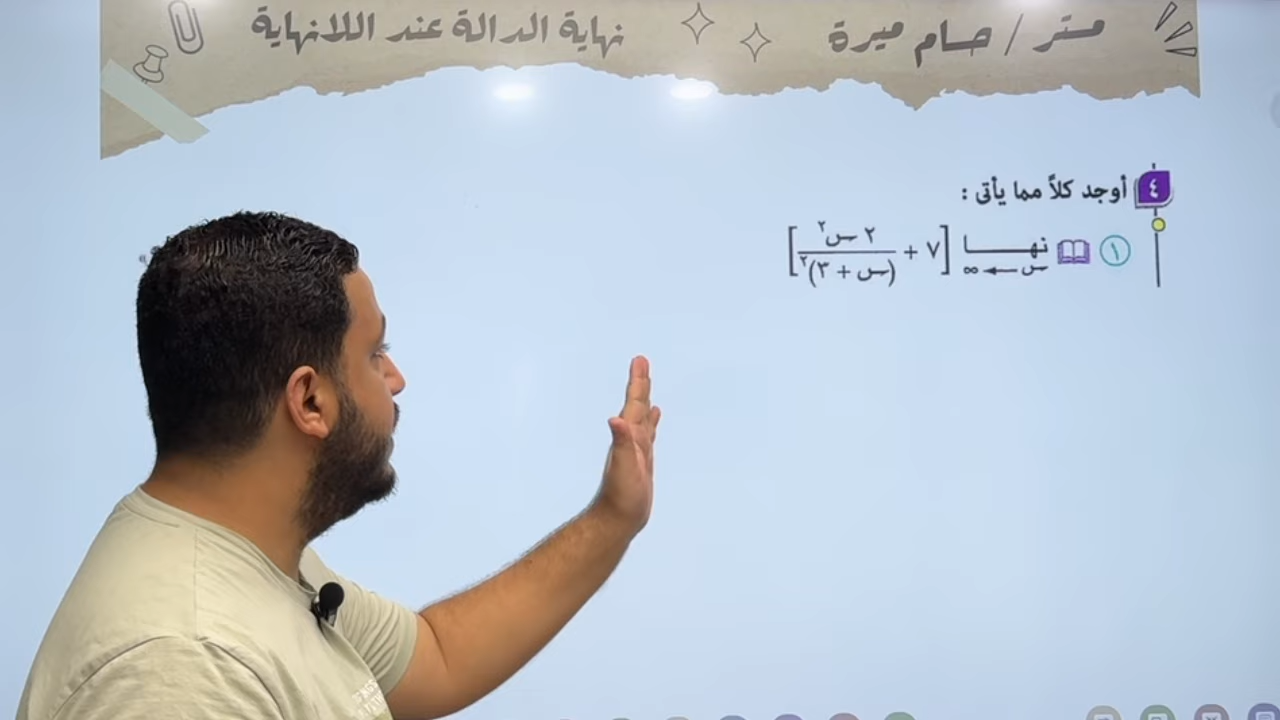 مستر / حسام ميرة
نهاية الدالة عند اللانهاية
٤ أوجد كلاً مما يأتى :
١ نهــا س ← ∞ [٧ + ٢ س٢ / (س + ٣)٢]